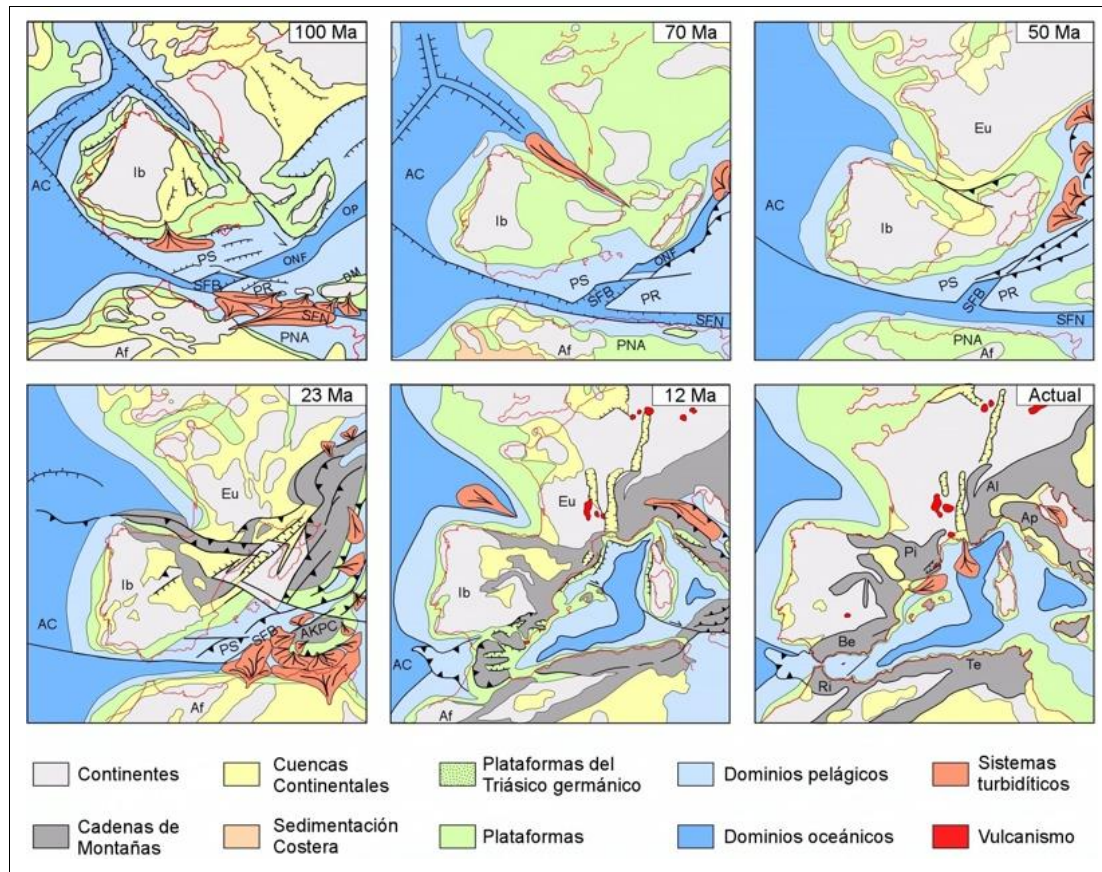 100 Ma
Ib
AC
OP
PS
ONF
SFB
PR
DM
SFN
PNA
Af
70 Ma
AC
Ib
PS
ONF
SFB
PR
SFN
PNA
Af
50 Ma
Eu
AC
Ib
PS
SFB
PR
SFN
PNA
Af
23 Ma
Eu
Ib
AC
PS
SFB
AKPC
Af
12 Ma
Eu
Ib
AC
Af
Actual
Al
Ap
Pi
Be
Te
Ri
Continentes
Cuencas
Continentales
Plataformas del
Triásico germánico
Dominios pelágicos
Sistemas
turbidíticos
Cadenas de
Montañas
Sedimentación
Costera
Plataformas
Dominios oceánicos
Vulcanismo